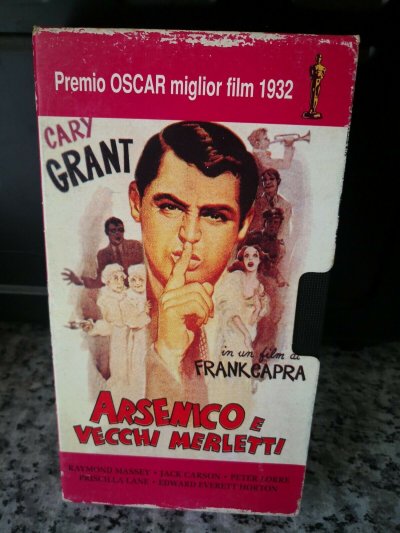 Premio OSCAR miglior film 1932
CARY
GRANT
in un film di
FRANK CAPRA
ARSENICO E
VECCHI MERLETTI
RAYMOND MASSEY · JACK CARSON · PETER LORRE
PRISCILLA LANE · EDWARD EVERETT HORTON